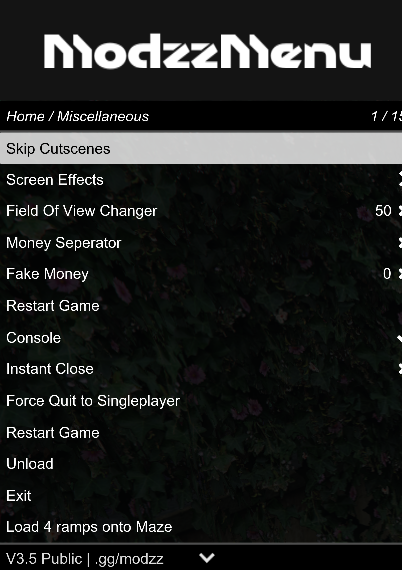 ModzzMenu
Home / Miscellaneous 1 / 15
Skip Cutscenes
Screen Effects
Field Of View Changer 50
Money Seperator
Fake Money 0
Restart Game
Console
Instant Close
Force Quit to Singleplayer
Restart Game
Unload
Exit
Load 4 ramps onto Maze
V3.5 Public | .gg/modzz